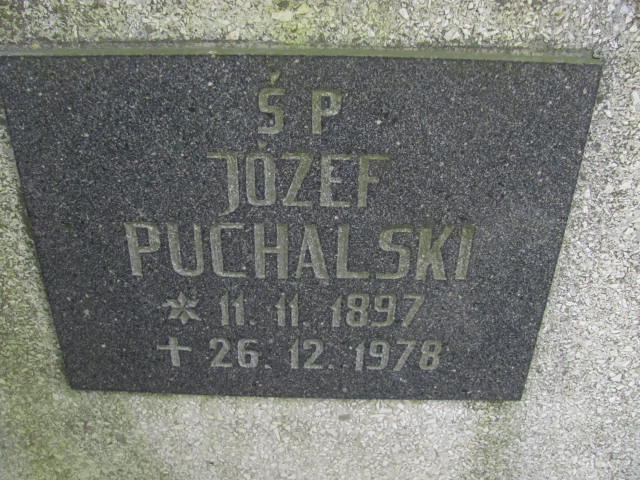 Ś P
JÓZEF
PUCHALSKI
* 11. 11. 1897
+ 26. 12. 1978